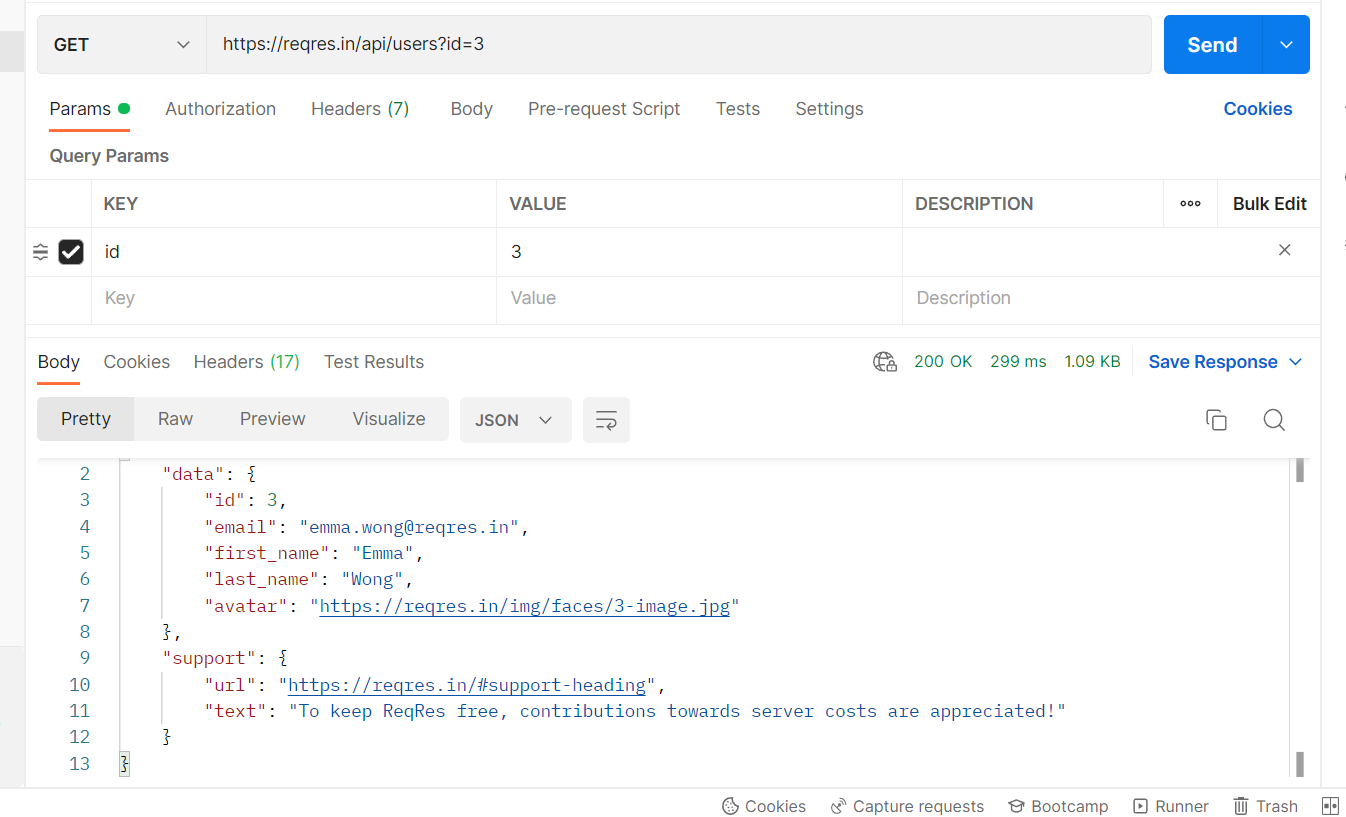 GET https://reqres.in/api/users?id=3 Send
Params Authorization Headers (7) Body Pre-request Script Tests Settings Cookies
Query Params
KEY VALUE DESCRIPTION Bulk Edit
id 3
Key Value Description
Body Cookies Headers (17) Test Results 200 OK 299 ms 1.09 KB Save Response
Pretty Raw Preview Visualize JSON
2 "data": {
3 "id": 3,
4 "email": "emma.wong@reqres.in",
5 "first_name": "Emma",
6 "last_name": "Wong",
7 "avatar": "https://reqres.in/img/faces/3-image.jpg"
8 },
9 "support": {
10 "url": "https://reqres.in/#support-heading",
11 "text": "To keep ReqRes free, contributions towards server costs are appreciated!"
12 }
13 }
Cookies Capture requests Bootcamp Runner Trash